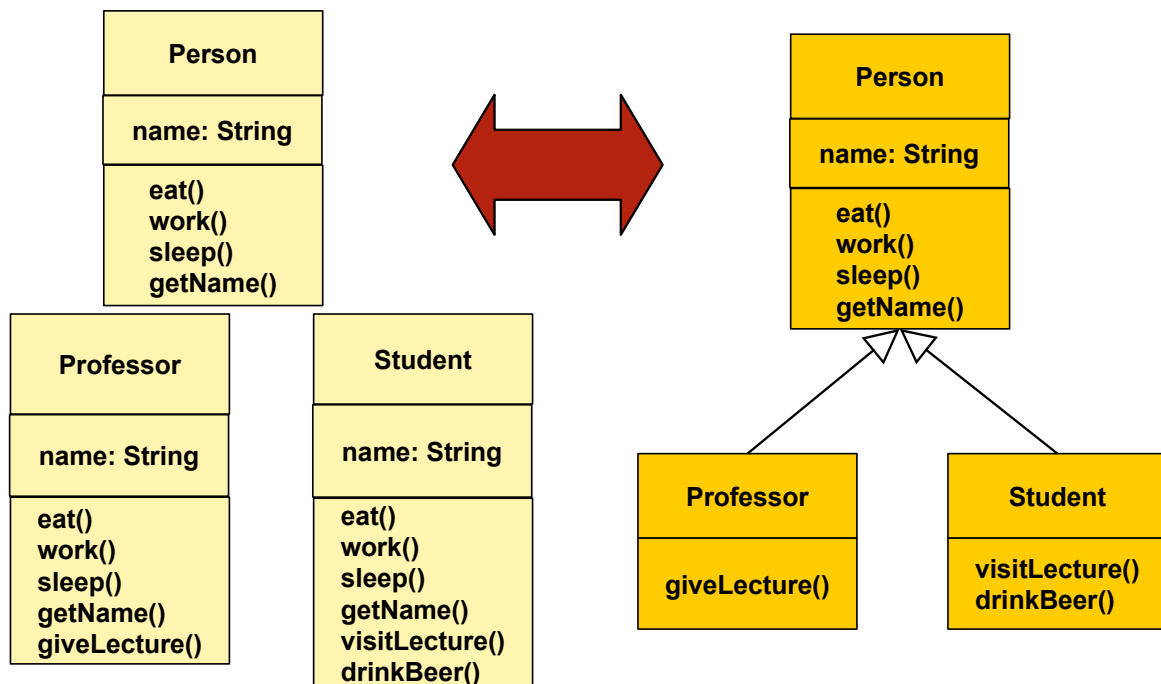 Person
name: String
eat()
work()
sleep()
getName()
Professor
name: String
eat()
work()
sleep()
getName()
giveLecture()
Student
name: String
eat()
work()
sleep()
getName()
visitLecture()
drinkBeer()
Person
name: String
eat()
work()
sleep()
getName()
Professor
giveLecture()
Student
visitLecture()
drinkBeer()